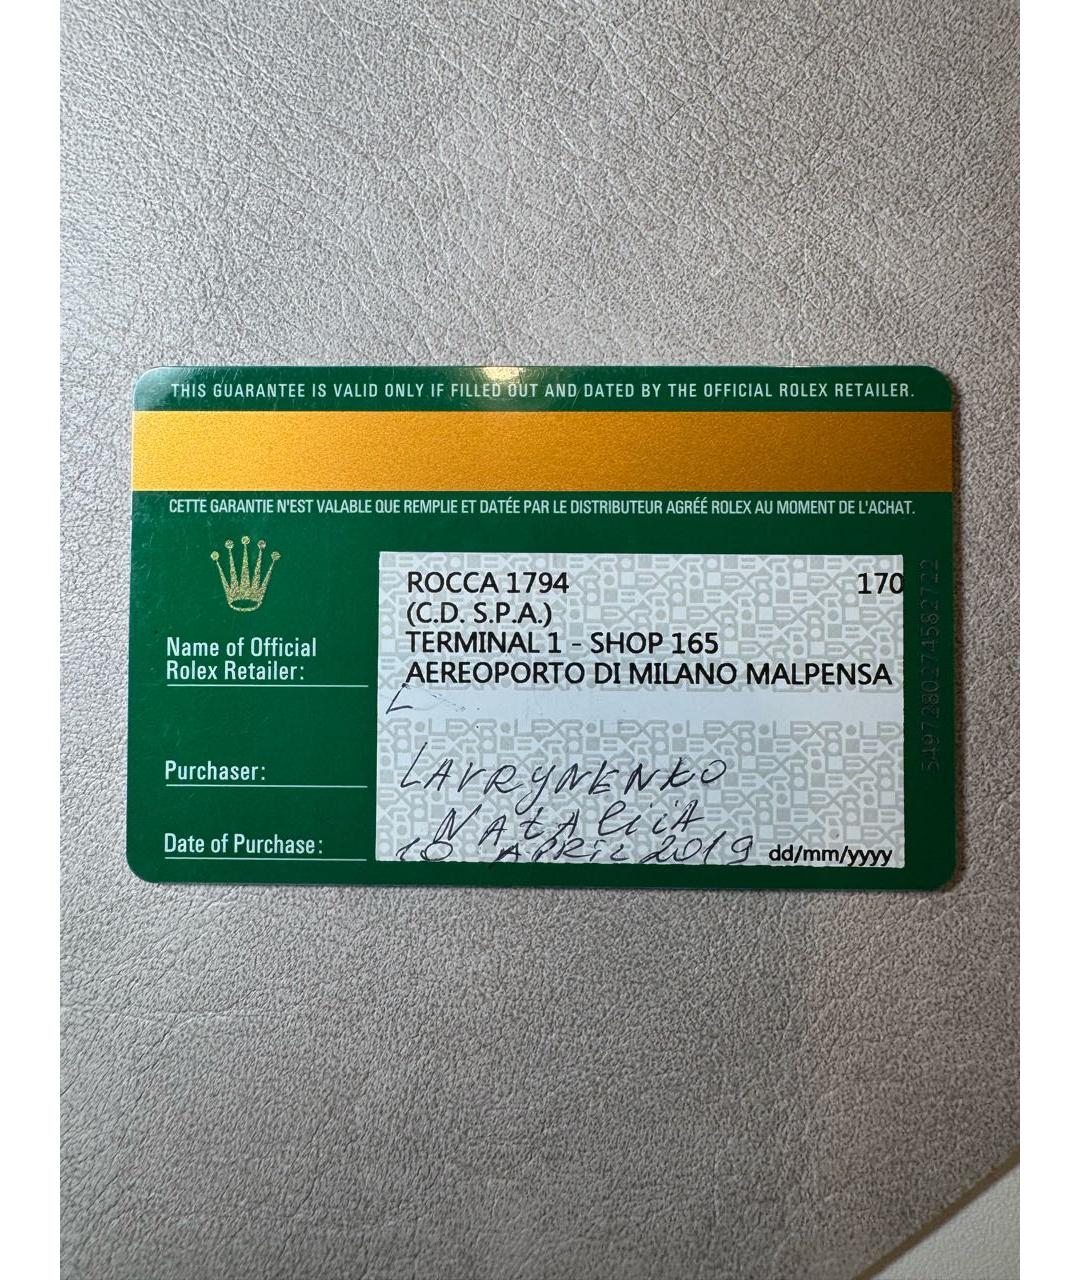 THIS GUARANTEE IS VALID ONLY IF FILLED OUT AND DATED BY THE OFFICIAL ROLEX RETAILER.
CETTE GARANTIE N'EST VALABLE QUE REMPLIE ET DATÉE PAR LE DISTRIBUTEUR AGRÉÉ ROLEX AU MOMENT DE L'ACHAT.
ROCCA 1794 170
(C.D. S.P.A.)
TERMINAL 1 - SHOP 165
AEREOPORTO DI MILANO MALPENSA
Name of Official
Rolex Retailer:
L
Purchaser:
LAVRYNENKO
NATALiiA
Date of Purchase:
10 APRIL 2019 dd/mm/yyyy